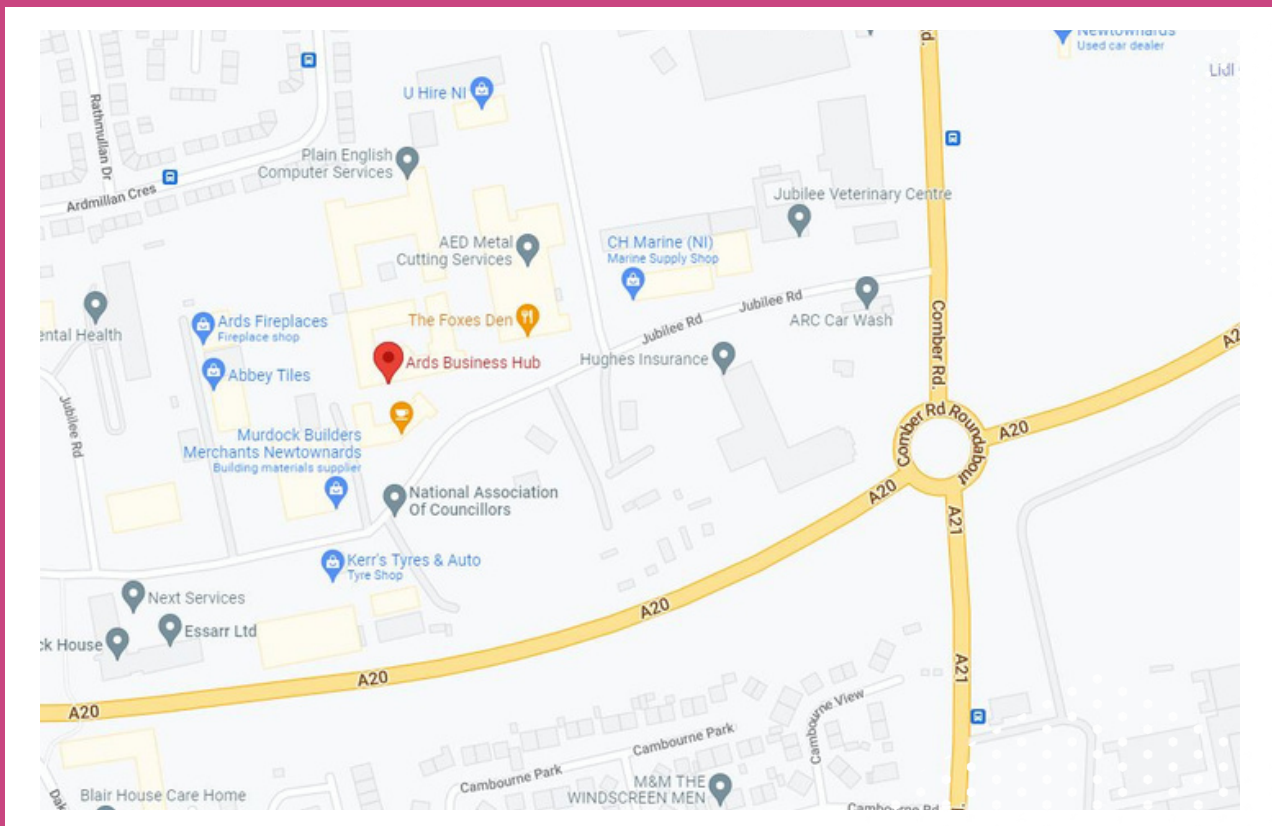 Newtownards
Used car dealer
Rd.
Lidl
U Hire NI
Rathmullan Dr
Plain English
Computer Services
Ardmillan Cres
Jubilee Veterinary Centre
AED Metal
Cutting Services
CH Marine (NI)
Marine Supply Shop
Jubilee Rd
ARC Car Wash
Comber Rd.
ental Health
Ards Fireplaces
Fireplace shop
The Foxes Den
Jubilee Rd
Hughes Insurance
Ards Business Hub
Abbey Tiles
A2
Jubilee Rd
Comber Rd Roundabout
A20
Murdock Builders
Merchants Newtownards
Building materials supplier
National Association
Of Councillors
A20
A21
Kerr's Tyres & Auto
Tyre Shop
Next Services
A20
Essarr Ltd
ck House
A21
A20
A20
Cambourne View
Cambourne Park
Cambourne Park
M&M THE
WINDSCREEN MEN
Blair House Care Home
Cambourne Rd